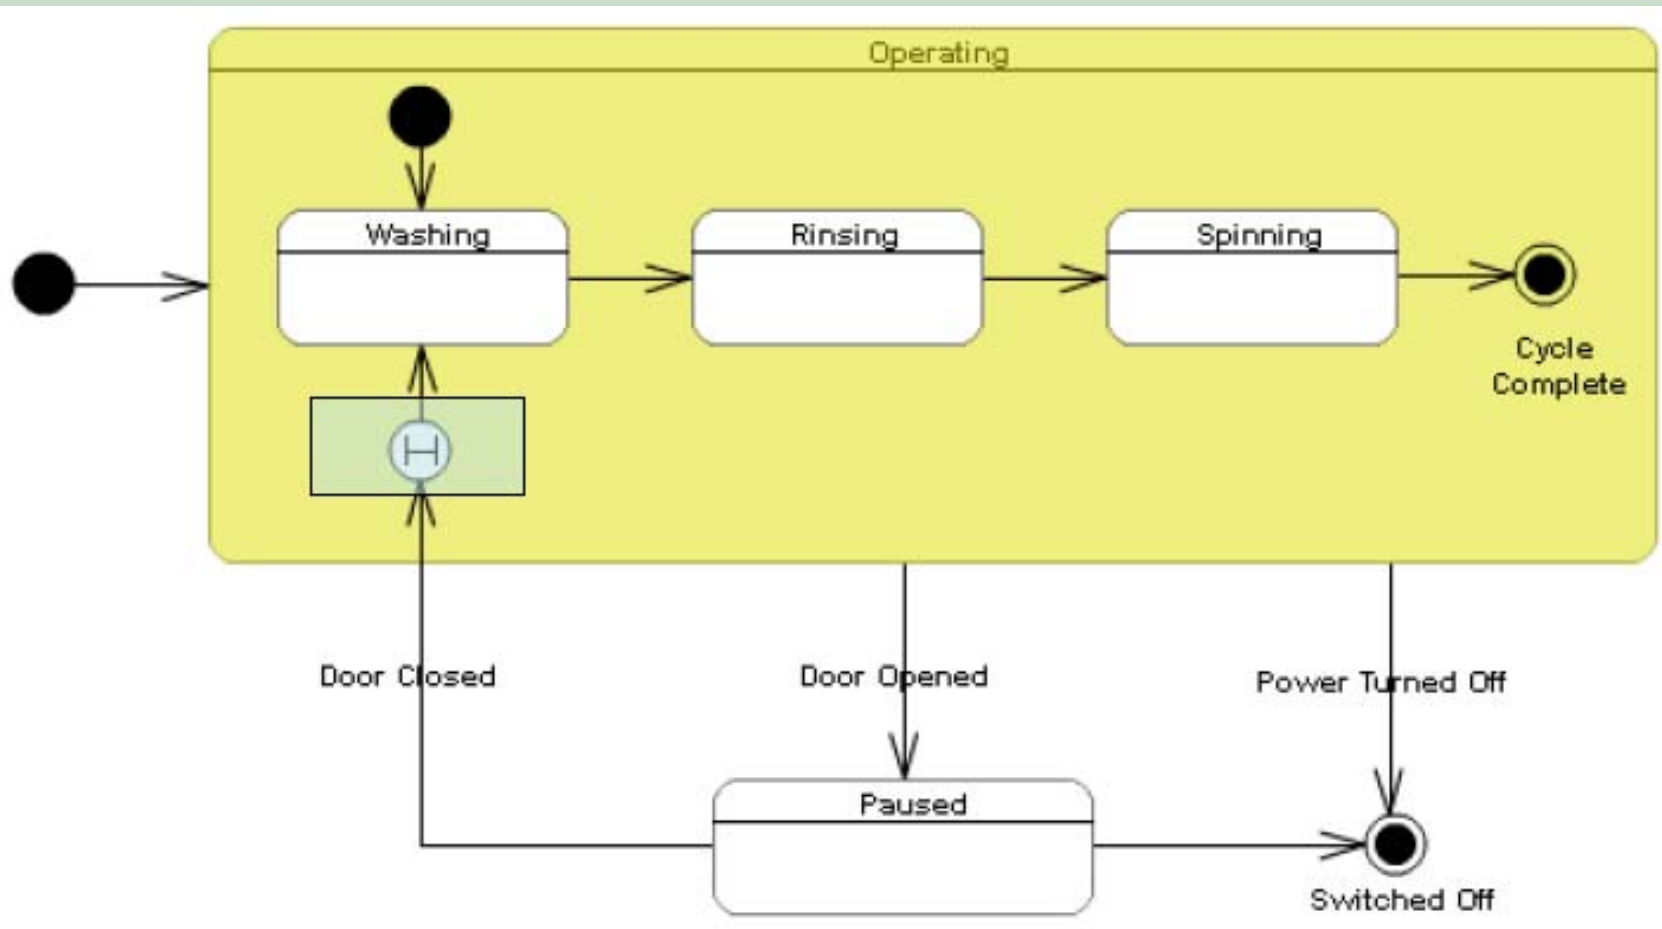 Operating
Washing
Rinsing
Spinning
Cycle
Complete
H
Door Closed
Door Opened
Power Turned Off
Paused
Switched Off